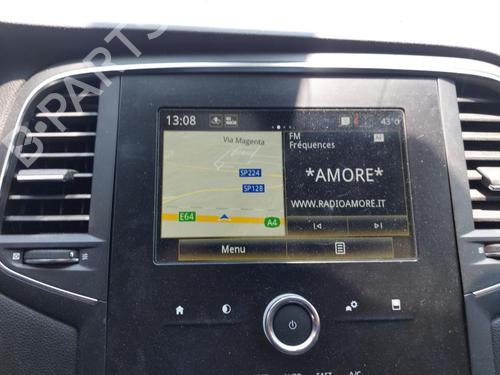 B-PARTS
13:08
43°
Via Magenta
SP224
SP128
E64
A4
FM
Fréquences
*AMORE*
WWW.RADIOAMORE.IT
Menu
A/C